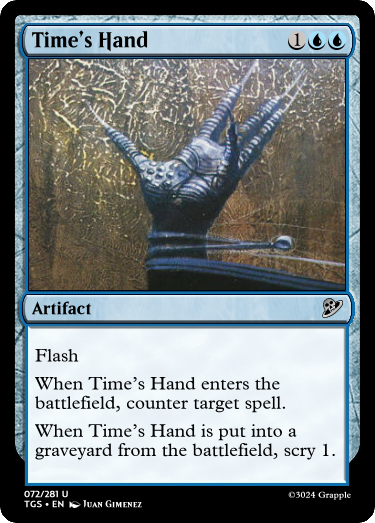 Time's Hand 1
Artifact
Flash
When Time's Hand enters the
battlefield, counter target spell.
When Time's Hand is put into a
graveyard from the battlefield, scry 1.
072/281 U
TGS • EN Juan Gimenez
©3024 Grapple